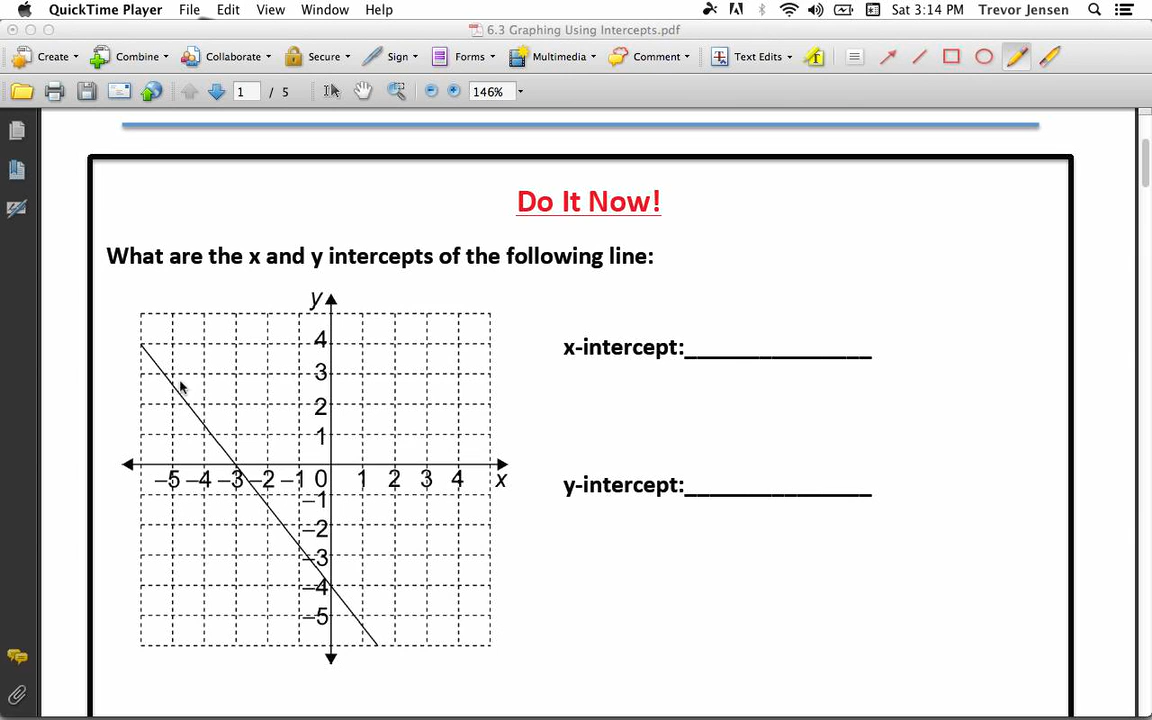 QuickTime Player File Edit View Window Help Sat 3:14 PM Trevor Jensen
6.3 Graphing Using Intercepts.pdf
Create Combine Collaborate Secure Sign Forms Multimedia Comment Text Edits
1 / 5 146%
Do It Now!
What are the x and y intercepts of the following line:
y
4
3
2
1
–5 –4 –3 –2 –1 0 1 2 3 4 x
–1
–2
–3
–4
–5
x-intercept:_______________
y-intercept:_______________